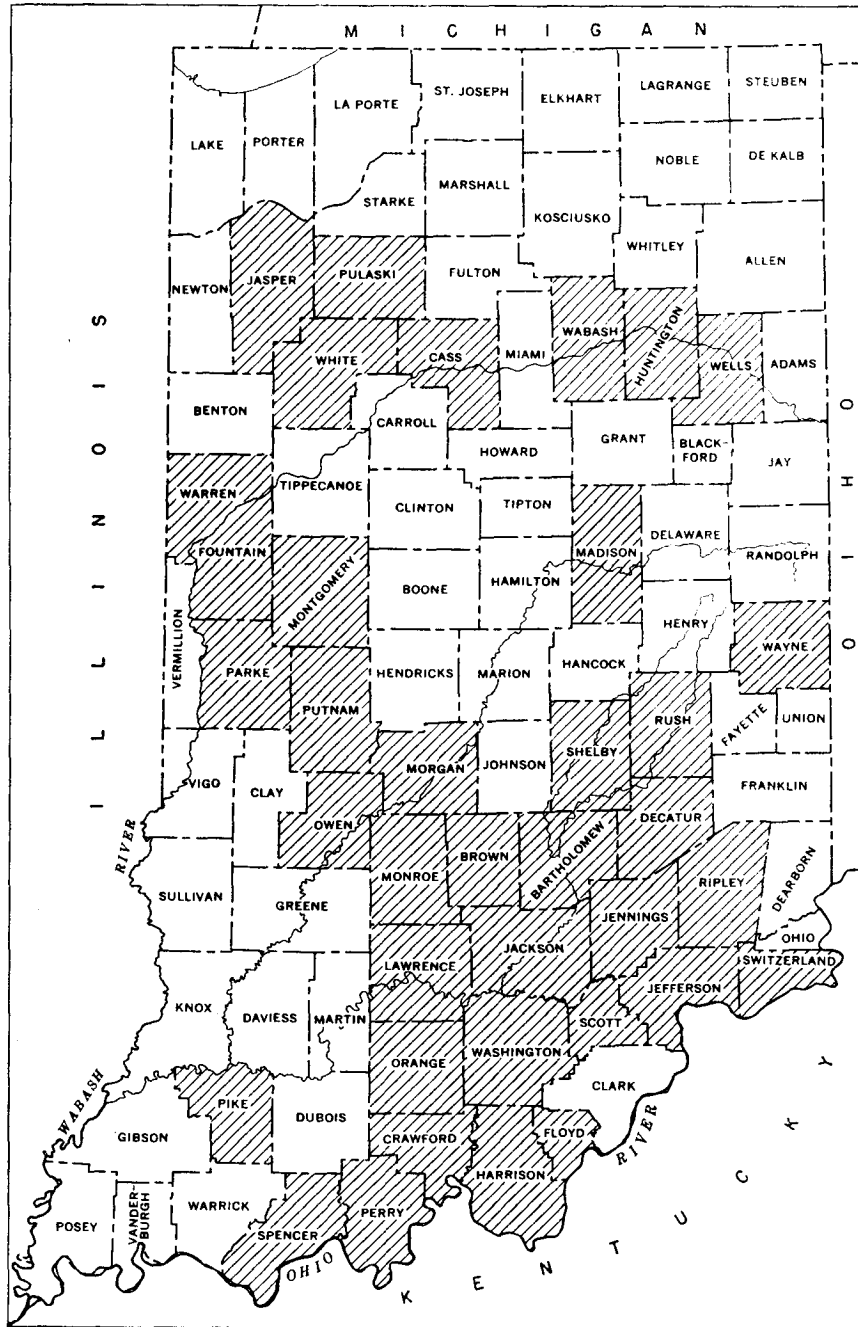 MICHIGAN
LA PORTE
ST. JOSEPH
ELKHART
LAGRANGE
STEUBEN
LAKE
PORTER
NOBLE
DE KALB
STARKE
MARSHALL
KOSCIUSKO
WHITLEY
ALLEN
NEWTON
JASPER
PULASKI
FULTON
WABASH
HUNTINGTON
WHITE
CASS
MIAMI
WELLS
ADAMS
BENTON
CARROLL
GRANT
BLACK-
FORD
HOWARD
JAY
WARREN
TIPPECANOE
CLINTON
TIPTON
FOUNTAIN
MONTGOMERY
BOONE
HAMILTON
MADISON
DELAWARE
RANDOLPH
VERMILLION
PARKE
HENDRICKS
MARION
HANCOCK
HENRY
WAYNE
PUTNAM
RUSH
FAYETTE
UNION
VIGO
CLAY
MORGAN
JOHNSON
SHELBY
FRANKLIN
OWEN
DECATUR
SULLIVAN
GREENE
MONROE
BROWN
BARTHOLOMEW
RIPLEY
DEARBORN
JENNINGS
OHIO
LAWRENCE
JACKSON
SWITZERLAND
KNOX
DAVIESS
MARTIN
JEFFERSON
SCOTT
ORANGE
WASHINGTON
CLARK
PIKE
DUBOIS
GIBSON
CRAWFORD
FLOYD
HARRISON
POSEY
VANDER-
BURGH
WARRICK
SPENCER
PERRY
ILLINOIS
OHIO
KENTUCKY
WABASH
RIVER
OHIO
RIVER